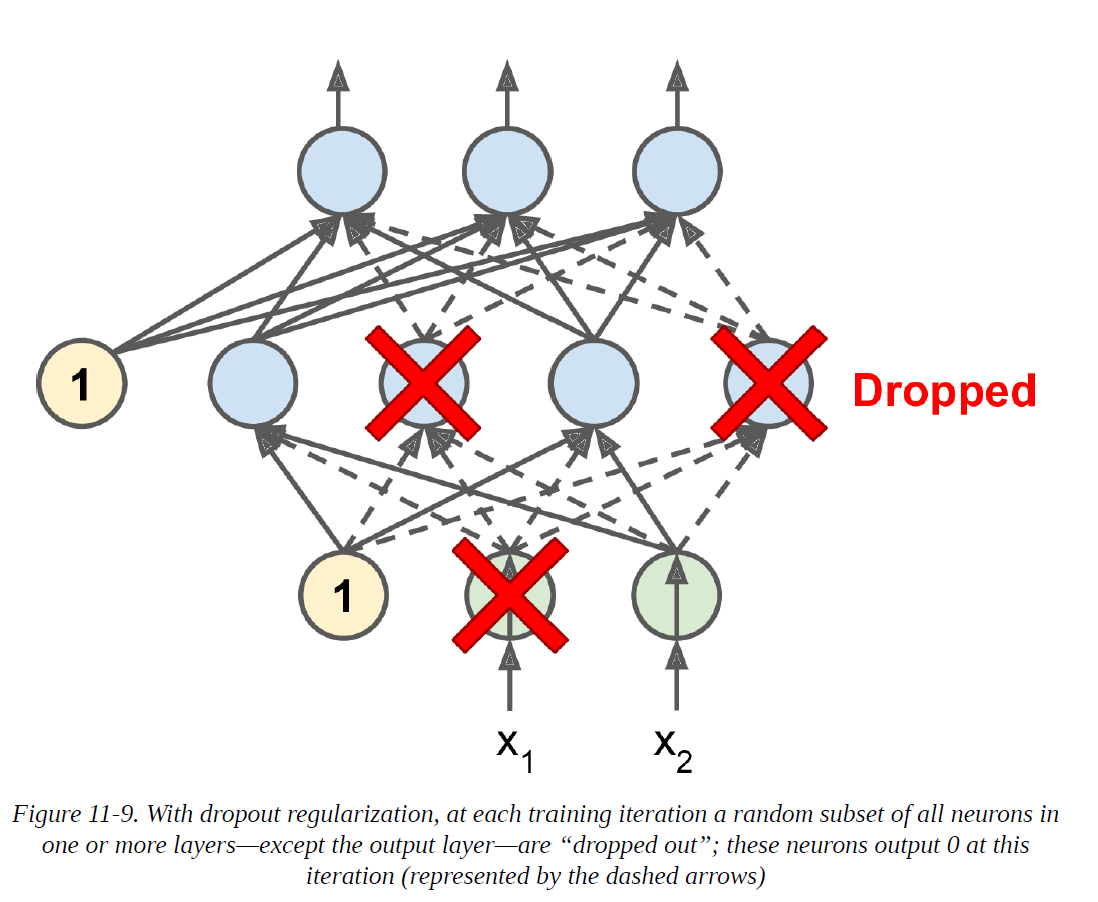 1
Dropped
1
x1
x2
Figure 11-9. With dropout regularization, at each training iteration a random subset of all neurons in
one or more layers—except the output layer—are “dropped out”; these neurons output 0 at this
iteration (represented by the dashed arrows)